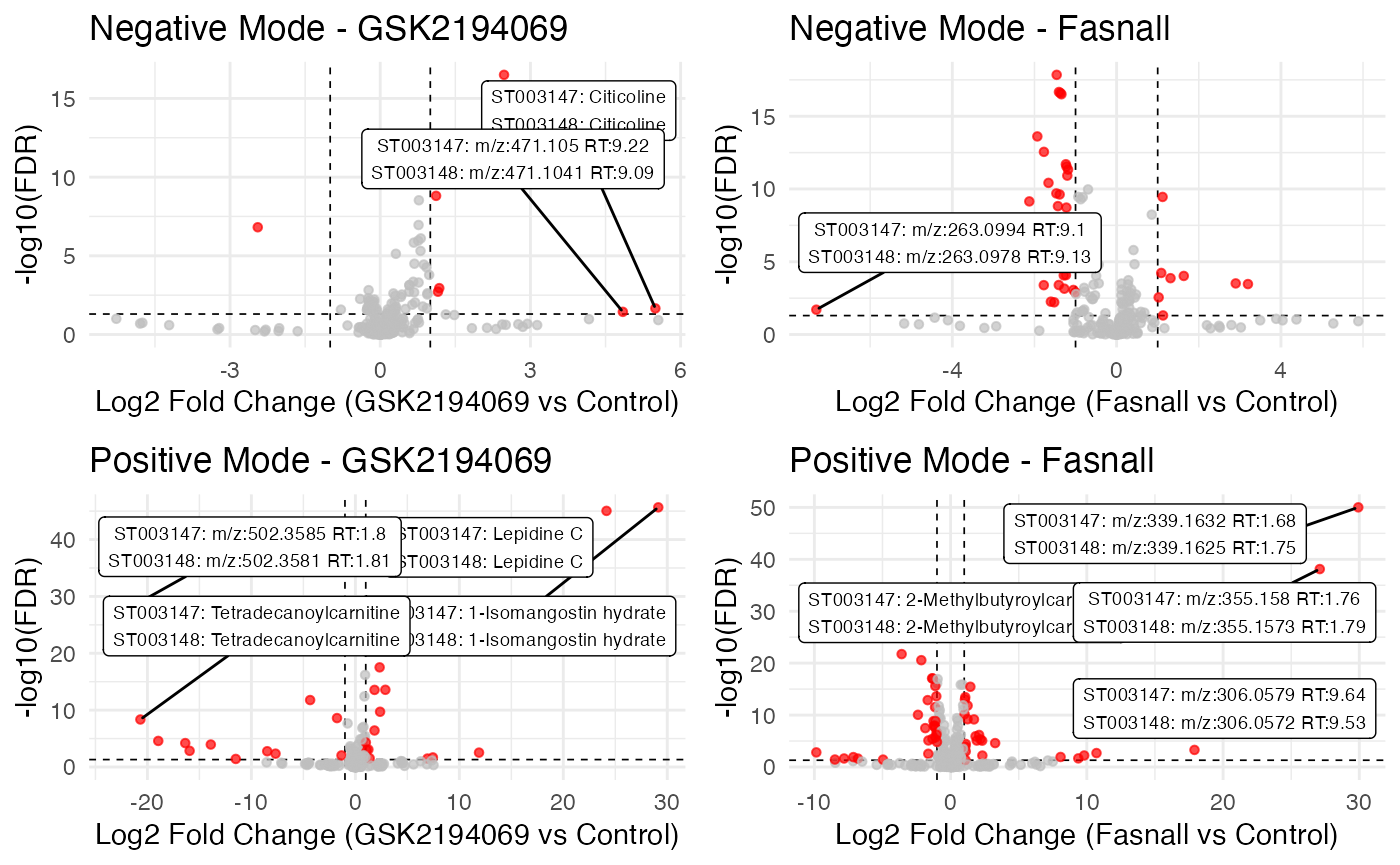 Negative Mode - GSK2194069
-log10(FDR)
15
10
5
0
ST003147: Citicoline
ST003148: Citicoline
ST003147: m/z:471.105 RT:9.22
ST003148: m/z:471.1041 RT:9.09
-3
0
3
6
Log2 Fold Change (GSK2194069 vs Control)
Negative Mode - Fasnall
-log10(FDR)
15
10
5
0
ST003147: m/z:263.0994 RT:9.1
ST003148: m/z:263.0978 RT:9.13
-4
0
4
Log2 Fold Change (Fasnall vs Control)
Positive Mode - GSK2194069
-log10(FDR)
40
30
20
10
0
ST003147: m/z:502.3585 RT:1.8
ST003148: m/z:502.3581 RT:1.81
ST003147: Lepidine C
ST003148: Lepidine C
ST003147: Tetradecanoylcarnitine
ST003148: Tetradecanoylcarnitine
03147: 1-Isomangostin hydrate
03148: 1-Isomangostin hydrate
-20
-10
0
10
20
30
Log2 Fold Change (GSK2194069 vs Control)
Positive Mode - Fasnall
-log10(FDR)
50
40
30
20
10
0
ST003147: m/z:339.1632 RT:1.68
ST003148: m/z:339.1625 RT:1.75
ST003147: 2-Methylbutyroylcar
ST003148: 2-Methylbutyroylcar
ST003147: m/z:355.158 RT:1.76
ST003148: m/z:355.1573 RT:1.79
ST003147: m/z:306.0579 RT:9.64
ST003148: m/z:306.0572 RT:9.53
-10
0
10
20
30
Log2 Fold Change (Fasnall vs Control)